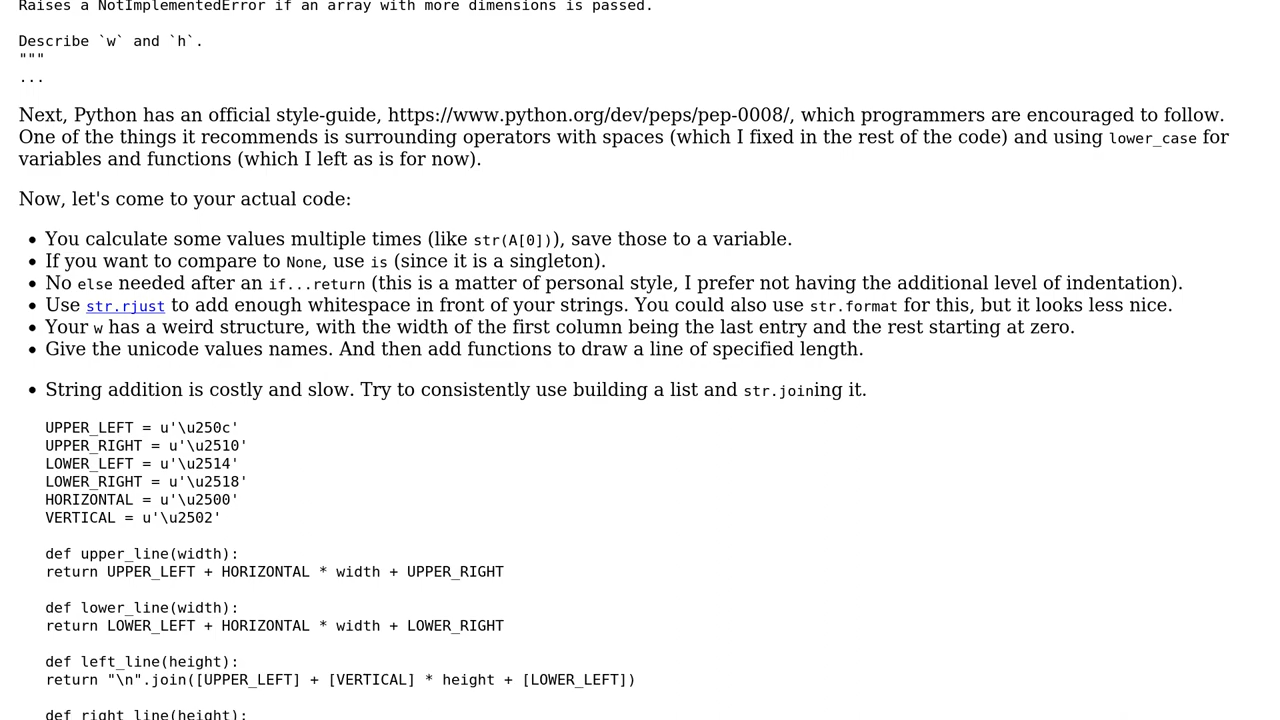 Raises a NotImplementedError if an array with more dimensions is passed.
Describe `w` and `h`.
"""
...
Next, Python has an official style-guide, https://www.python.org/dev/peps/pep-0008/, which programmers are encouraged to follow.
One of the things it recommends is surrounding operators with spaces (which I fixed in the rest of the code) and using lower_case for
variables and functions (which I left as is for now).
Now, let's come to your actual code:
• You calculate some values multiple times (like str(A[0])), save those to a variable.
• If you want to compare to None, use is (since it is a singleton).
• No else needed after an if...return (this is a matter of personal style, I prefer not having the additional level of indentation).
• Use str.rjust to add enough whitespace in front of your strings. You could also use str.format for this, but it looks less nice.
• Your w has a weird structure, with the width of the first column being the last entry and the rest starting at zero.
• Give the unicode values names. And then add functions to draw a line of specified length.
• String addition is costly and slow. Try to consistently use building a list and str.joining it.
UPPER_LEFT = u'\u250c'
UPPER_RIGHT = u'\u2510'
LOWER_LEFT = u'\u2514'
LOWER_RIGHT = u'\u2518'
HORIZONTAL = u'\u2500'
VERTICAL = u'\u2502'
def upper_line(width):
return UPPER_LEFT + HORIZONTAL * width + UPPER_RIGHT
def lower_line(width):
return LOWER_LEFT + HORIZONTAL * width + LOWER_RIGHT
def left_line(height):
return "\n".join([UPPER_LEFT] + [VERTICAL] * height + [LOWER_LEFT])
def right_line(height):